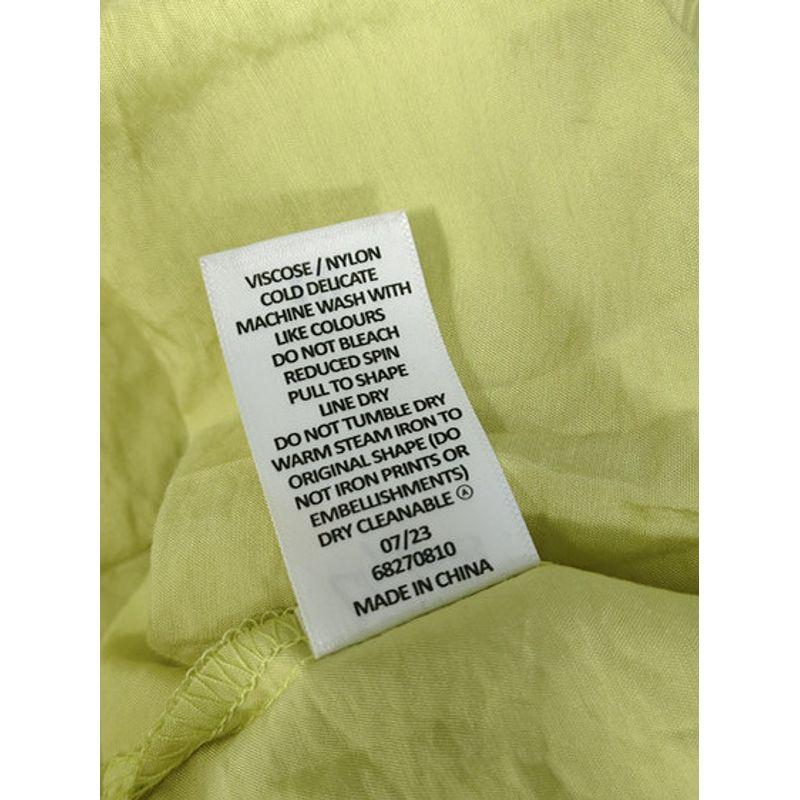 VISCOSE / NYLON
COLD DELICATE
MACHINE WASH WITH
LIKE COLOURS
DO NOT BLEACH
REDUCED SPIN
PULL TO SHAPE
LINE DRY
DO NOT TUMBLE DRY
WARM STEAM IRON TO
ORIGINAL SHAPE (DO
NOT IRON PRINTS OR
EMBELLISHMENTS)
DRY CLEANABLE Ⓐ
07/23
68270810
MADE IN CHINA